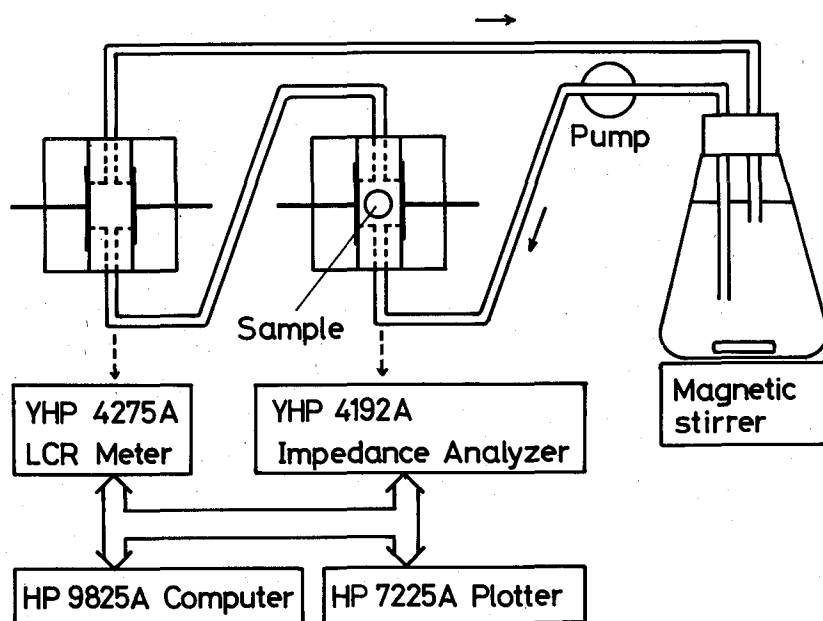 Pump
Sample
Magnetic
stirrer
YHP 4275A
LCR Meter
YHP 4192A
Impedance Analyzer
HP 9825A Computer
HP 7225A Plotter